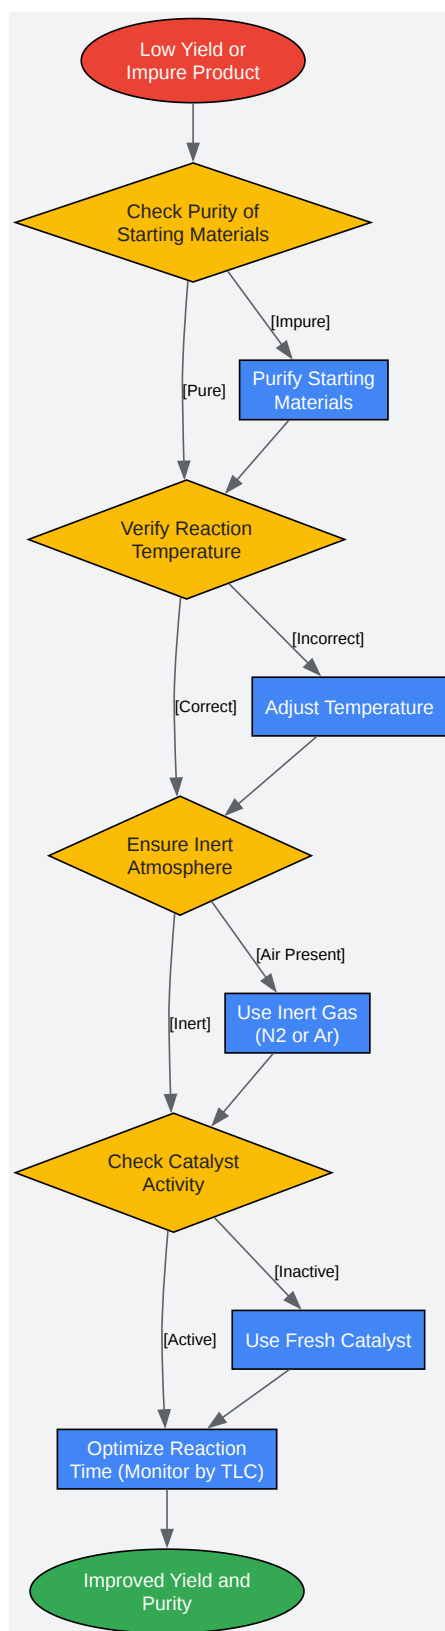 Low Yield or
Impure Product
Check Purity of
Starting Materials
[Impure]
Purify Starting
Materials
[Pure]
Verify Reaction
Temperature
[Incorrect]
Adjust Temperature
[Correct]
Ensure Inert
Atmosphere
[Air Present]
Use Inert Gas
(N2 or Ar)
[Inert]
Check Catalyst
Activity
[Inactive]
Use Fresh Catalyst
[Active]
Optimize Reaction
Time (Monitor by TLC)
Improved Yield and
Purity